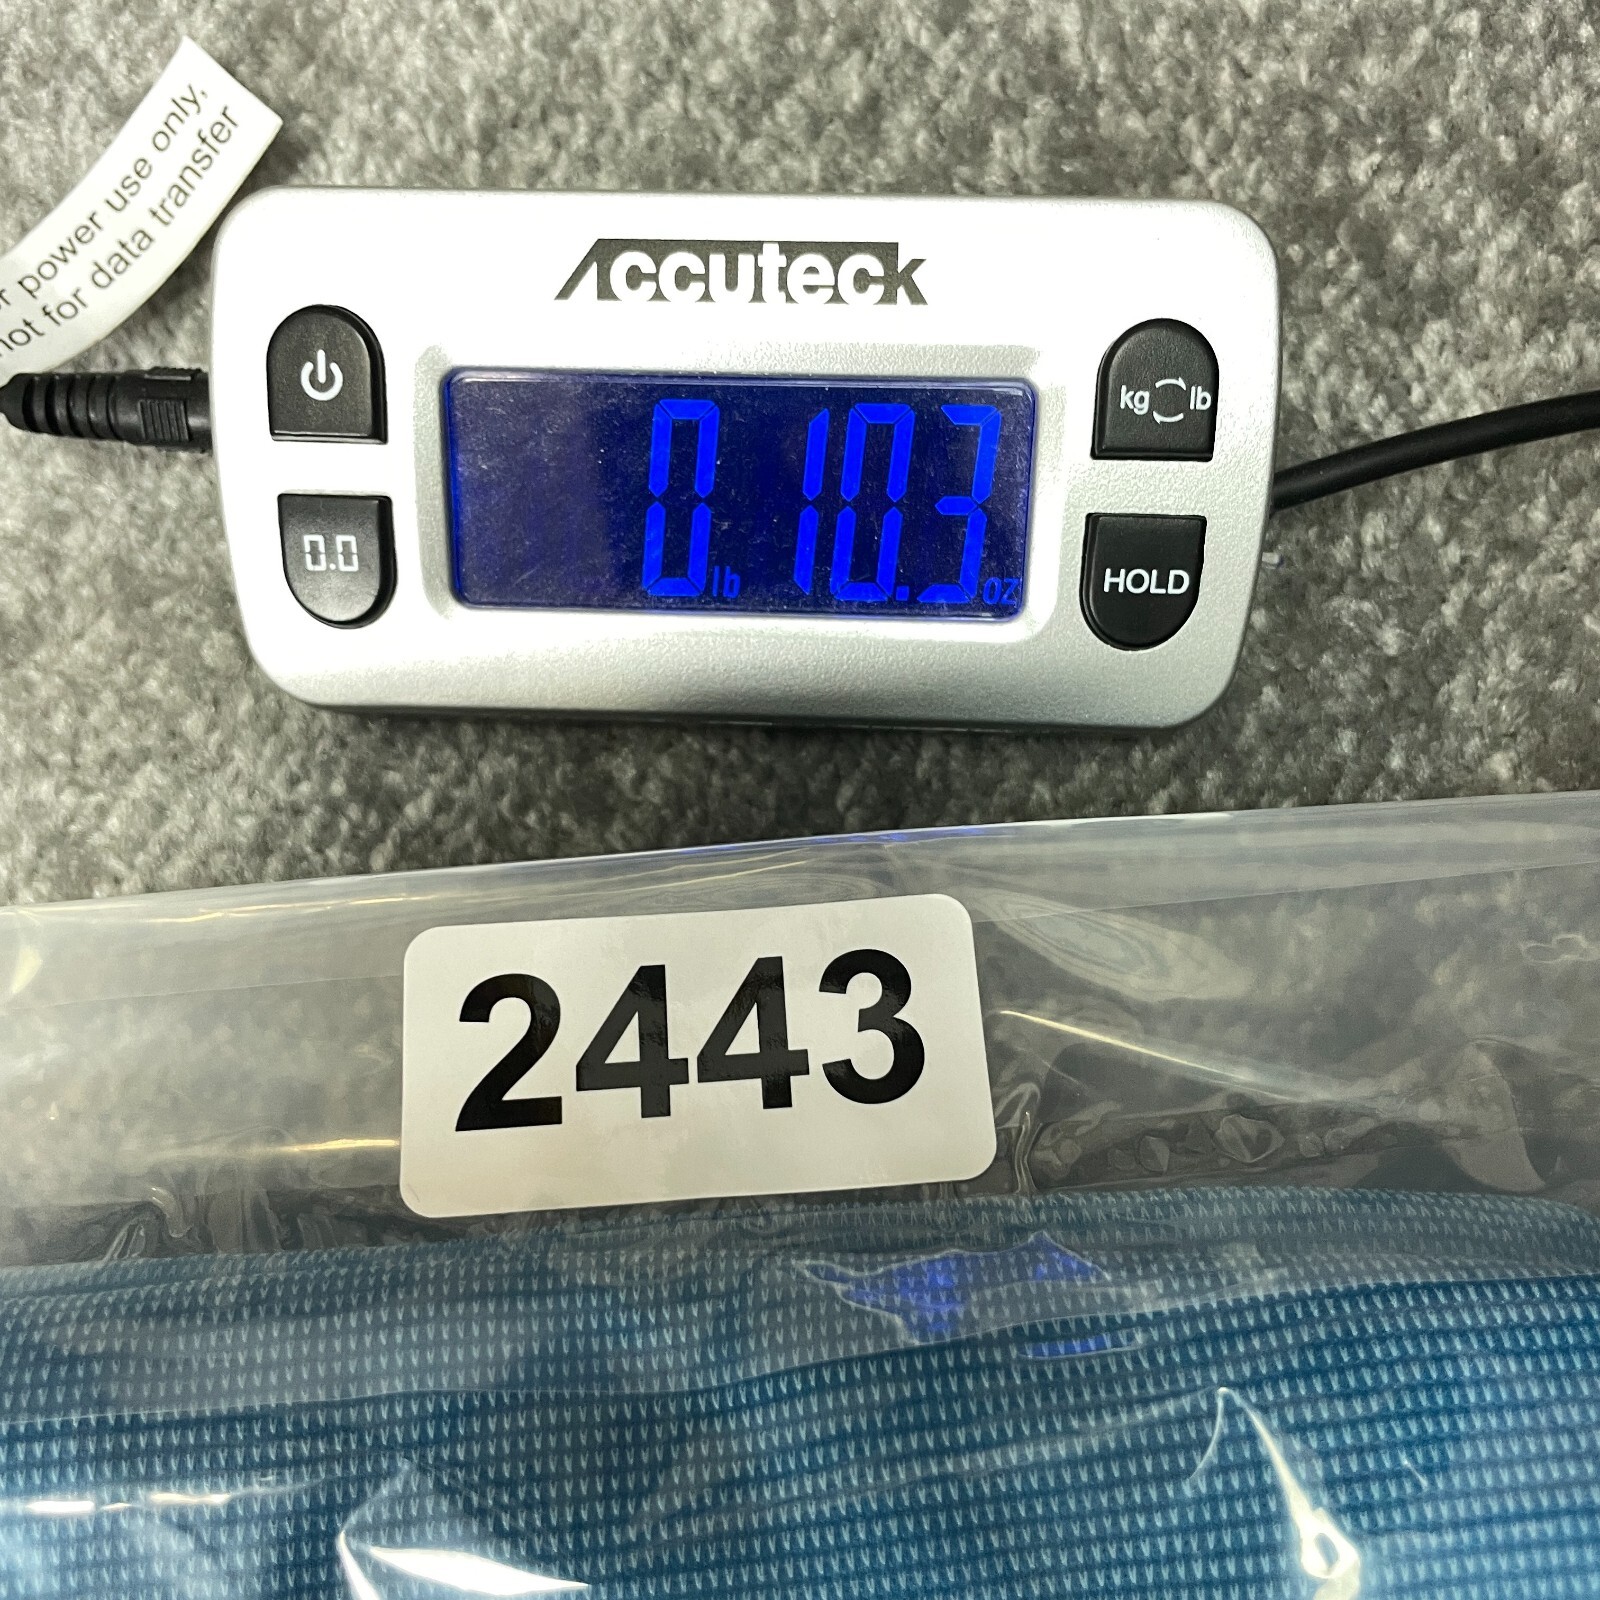 r power use only,
not for data transfer
Accuteck
kg lb
0 lb 10.3 oz
0.0
HOLD
2443